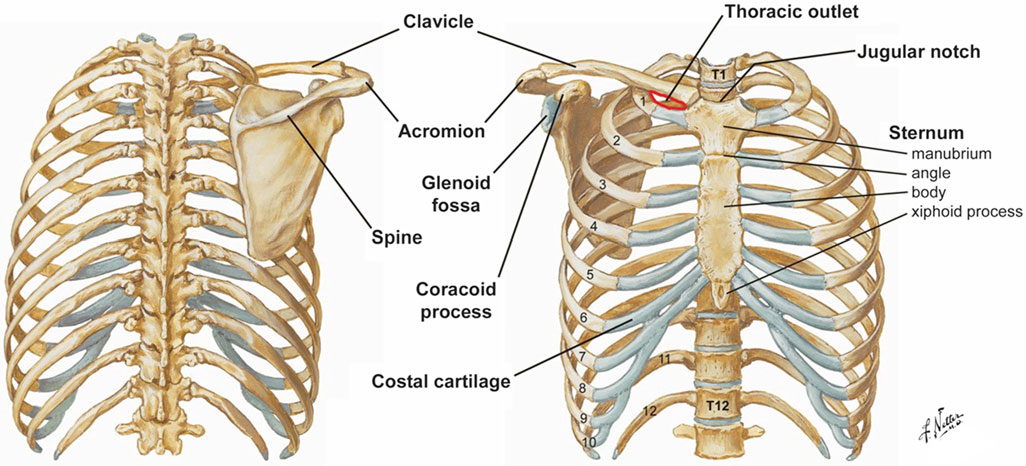 Clavicle
Thoracic outlet
Jugular notch
T1
Acromion
1
Sternum
manubrium
angle
body
xiphoid process
2
Glenoid
fossa
3
4
Spine
5
Coracoid
process
6
7
11
8
Costal cartilage
12
T12
9
10
F. Netter